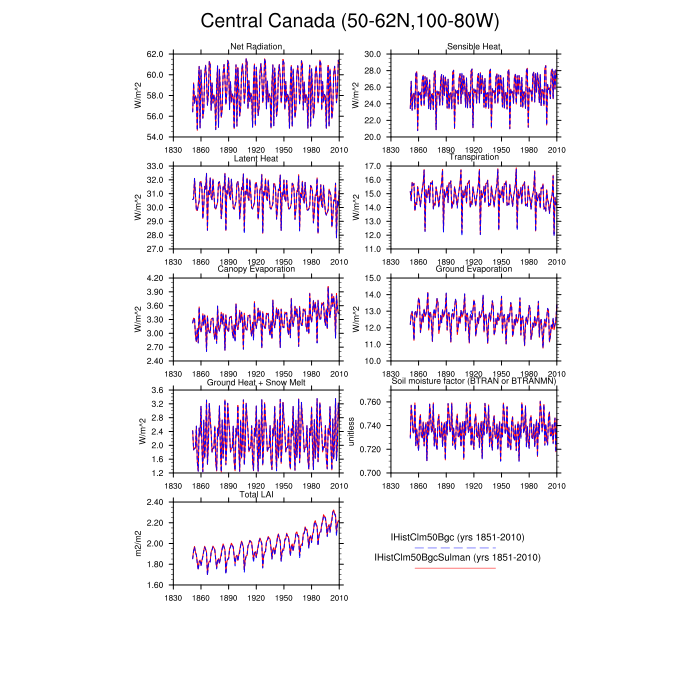 Central Canada (50-62N,100-80W)
Net Radiation
Sensible Heat
62.0
60.0
58.0
56.0
54.0
W/m^2
1830 1860 1890 1920 1950 1980 2010
30.0
28.0
26.0
24.0
22.0
20.0
W/m^2
1830 1860 1890 1920 1950 1980 2010
Latent Heat
Transpiration
33.0
32.0
31.0
30.0
29.0
28.0
27.0
W/m^2
1830 1860 1890 1920 1950 1980 2010
17.0
16.0
15.0
14.0
13.0
12.0
11.0
W/m^2
1830 1860 1890 1920 1950 1980 2010
Canopy Evaporation
Ground Evaporation
4.20
3.90
3.60
3.30
3.00
2.70
2.40
W/m^2
1830 1860 1890 1920 1950 1980 2010
15.0
14.0
13.0
12.0
11.0
10.0
W/m^2
1830 1860 1890 1920 1950 1980 2010
Ground Heat + Snow Melt
Soil moisture factor (BTRAN or BTRANMN)
3.6
3.2
2.8
2.4
2.0
1.6
1.2
W/m^2
1830 1860 1890 1920 1950 1980 2010
0.760
0.740
0.720
0.700
unitless
1830 1860 1890 1920 1950 1980 2010
Total LAI
2.40
2.20
2.00
1.80
1.60
m2/m2
1830 1860 1890 1920 1950 1980 2010
IHistClm50Bgc (yrs 1851-2010)
IHistClm50BgcSulman (yrs 1851-2010)